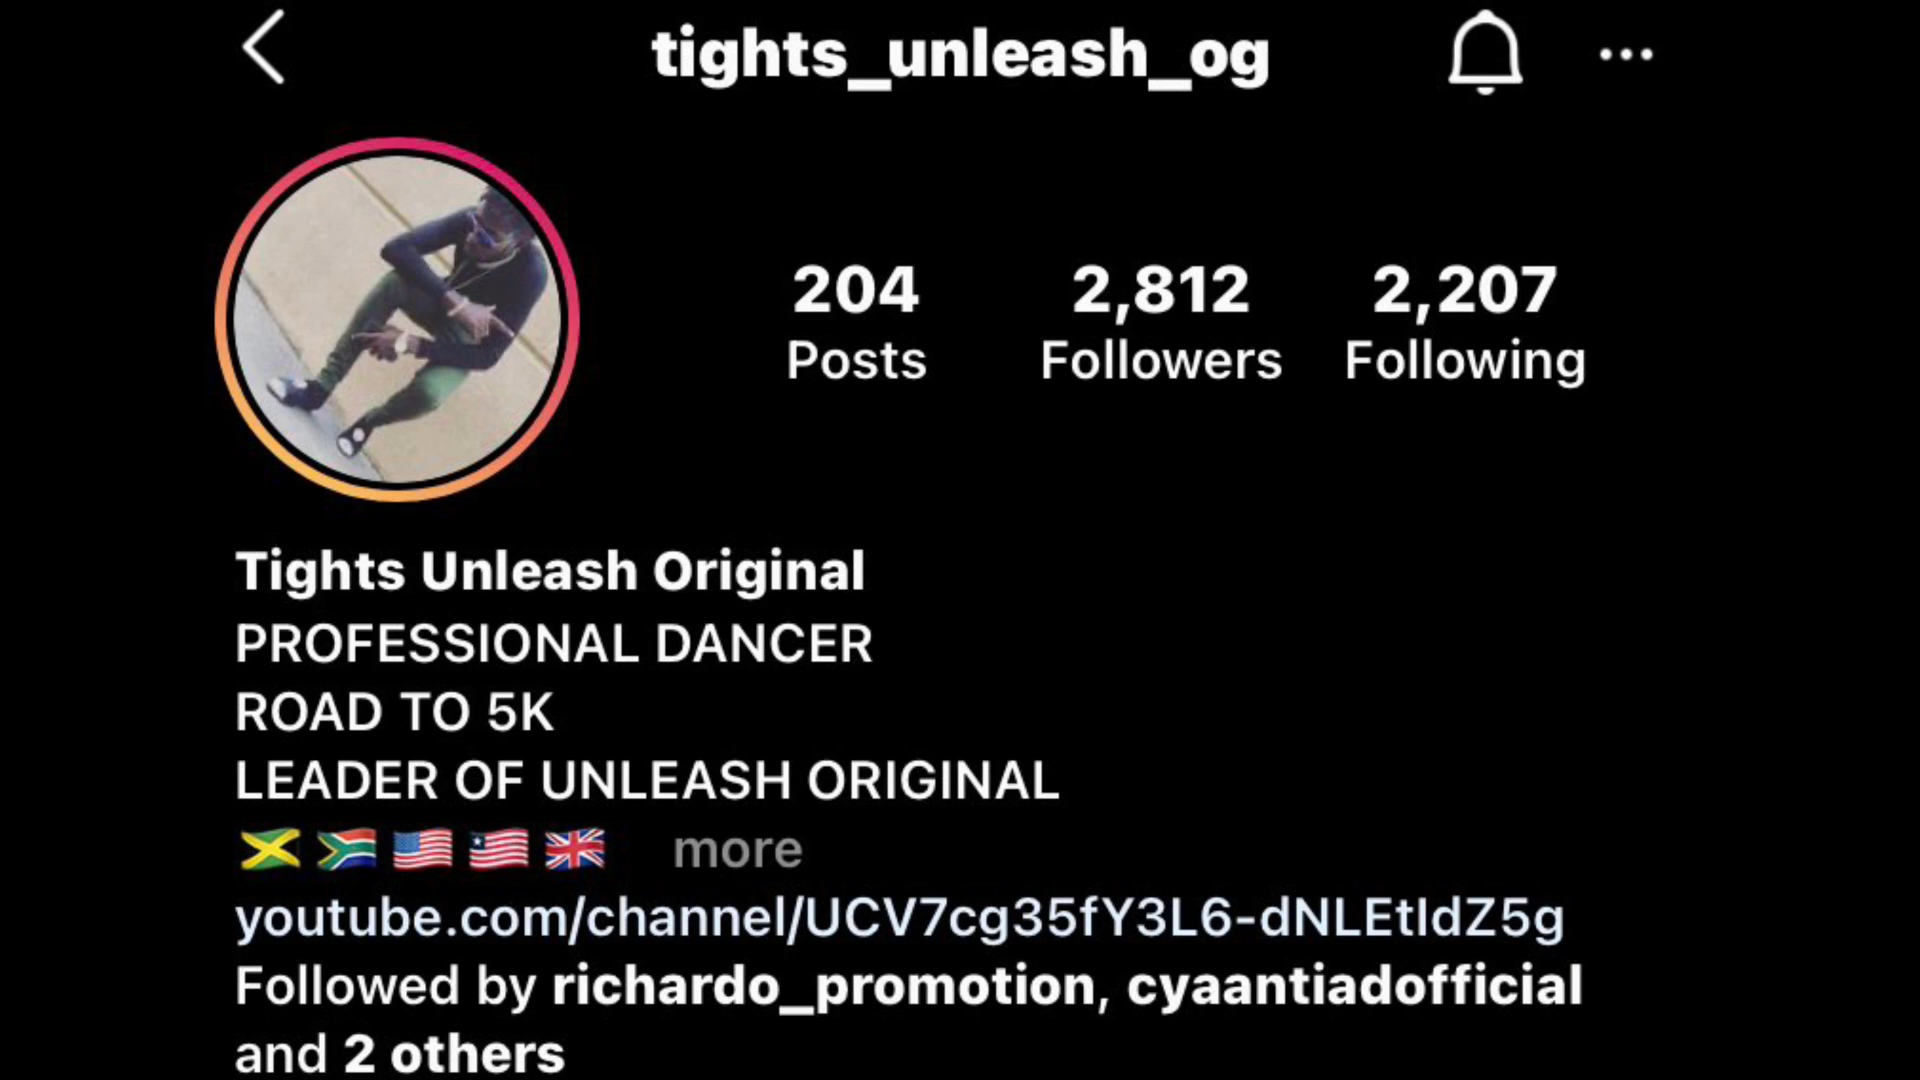 tights_unleash_og
204 2,812 2,207
Posts Followers Following
Tights Unleash Original
PROFESSIONAL DANCER
ROAD TO 5K
LEADER OF UNLEASH ORIGINAL
🇯🇲 🇿🇦 🇺🇸 🇱🇷 🇬🇧 more
youtube.com/channel/UCV7cg35fY3L6-dNLEtIdZ5g
Followed by richardo_promotion, cyaantiadofficial
and 2 others